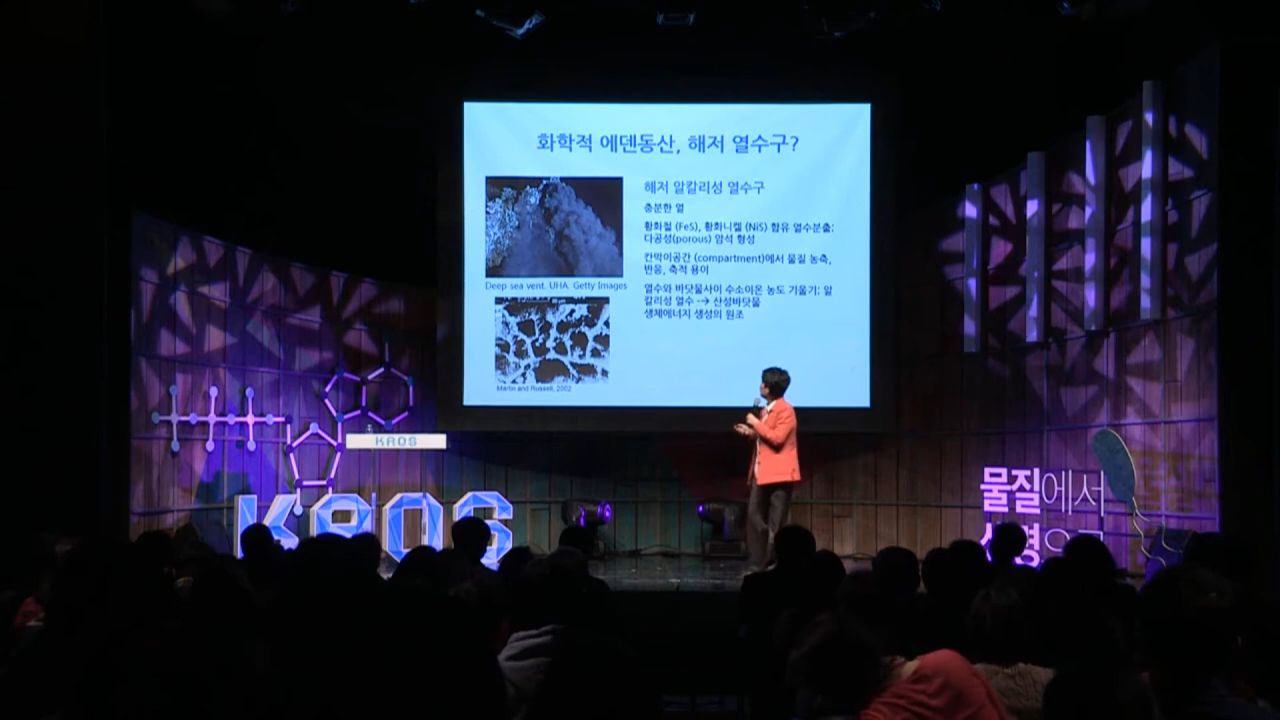 화학적 에덴동산, 해저 열수구?
해저 알칼리성 열수구
충분한 열
황화철 (FeS), 황화니켈 (NiS) 함유 열수분출:
다공성(porous) 암석 형성
칸막이공간 (compartment)에서 물질 농축,
반응, 축적 용이
열수와 바닷물사이 수소이온 농도 기울기: 알
칼리성 열수 -> 산성바닷물
생체에너지 생성의 원조
Deep sea vent. UHA. Getty Images
Martin and Russell, 2002
KAOS
KAOS
물질에서